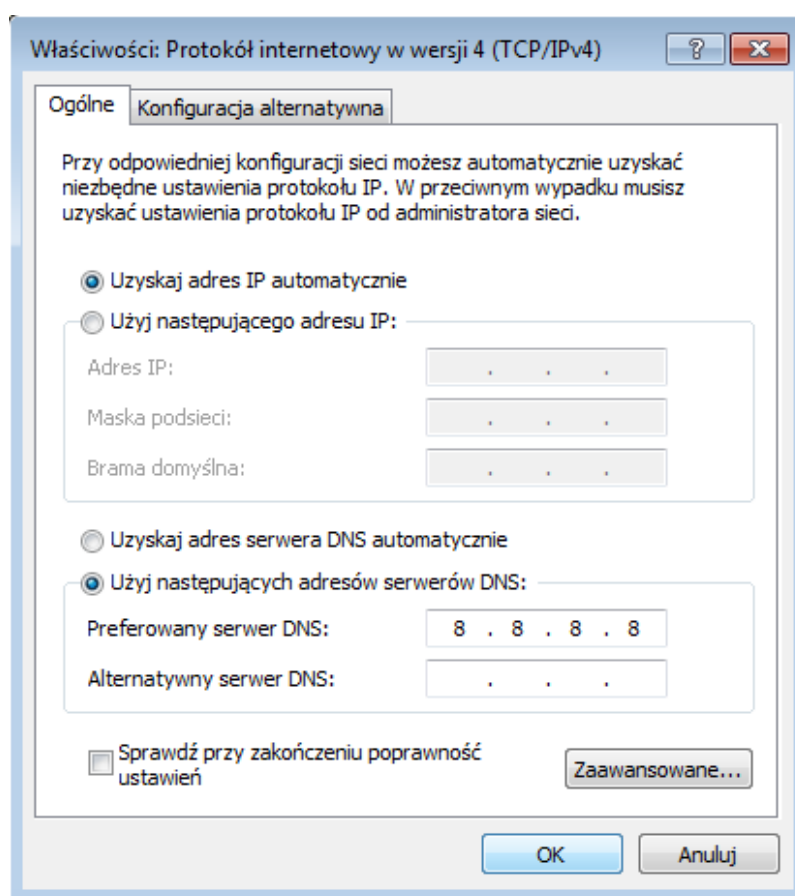 Właściwości: Protokół internetowy w wersji 4 (TCP/IPv4)
?
Ogólne
Konfiguracja alternatywna
Przy odpowiedniej konfiguracji sieci możesz automatycznie uzyskać
niezbędne ustawienia protokołu IP. W przeciwnym wypadku musisz
uzyskać ustawienia protokołu IP od administratora sieci.
Uzyskaj adres IP automatycznie
Użyj następującego adresu IP:
Adres IP: . . .
Maska podsieci: . . .
Brama domyślna: . . .
Uzyskaj adres serwera DNS automatycznie
Użyj następujących adresów serwerów DNS:
Preferowany serwer DNS: 8 . 8 . 8 . 8
Alternatywny serwer DNS: . . .
Sprawdź przy zakończeniu poprawność
ustawień
Zaawansowane...
OK
Anuluj